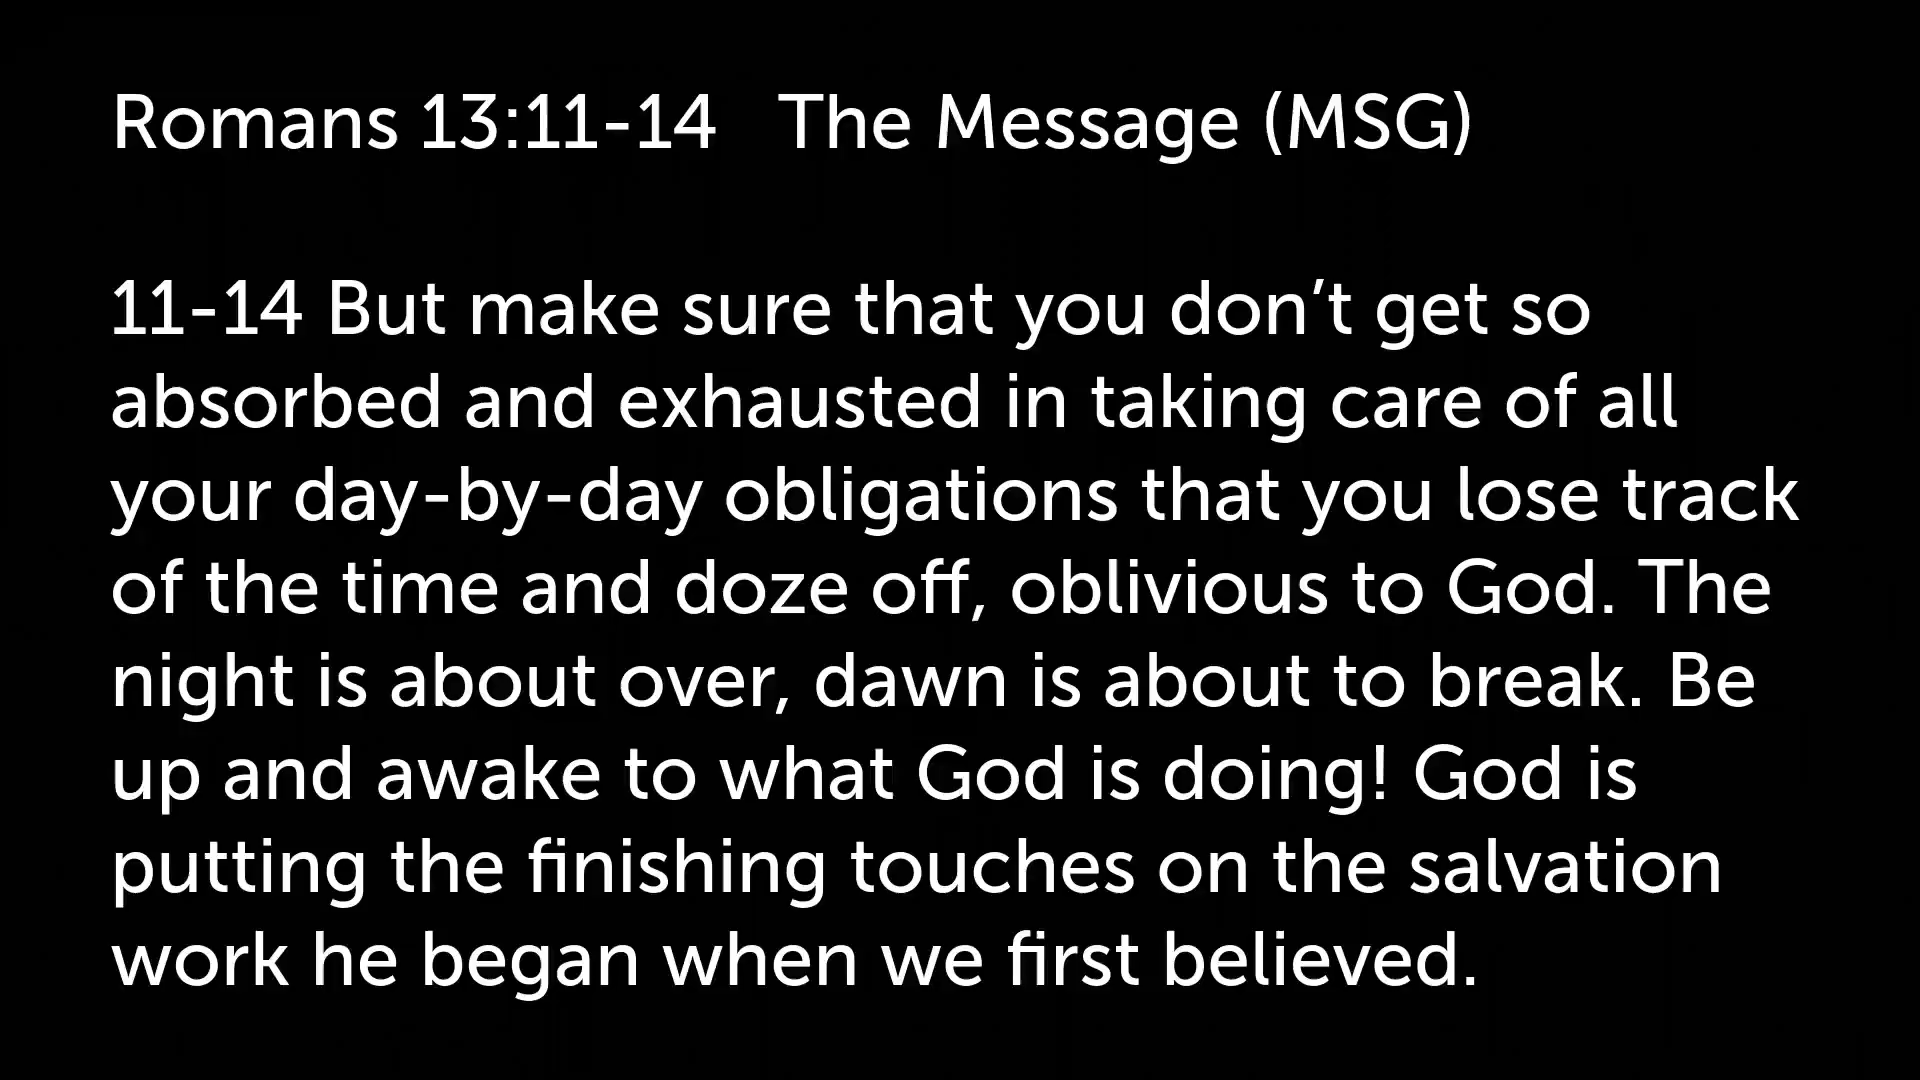 Romans 13:11-14   The Message (MSG)
11-14 But make sure that you don’t get so
absorbed and exhausted in taking care of all
your day-by-day obligations that you lose track
of the time and doze off, oblivious to God. The
night is about over, dawn is about to break. Be
up and awake to what God is doing! God is
putting the finishing touches on the salvation
work he began when we first believed.